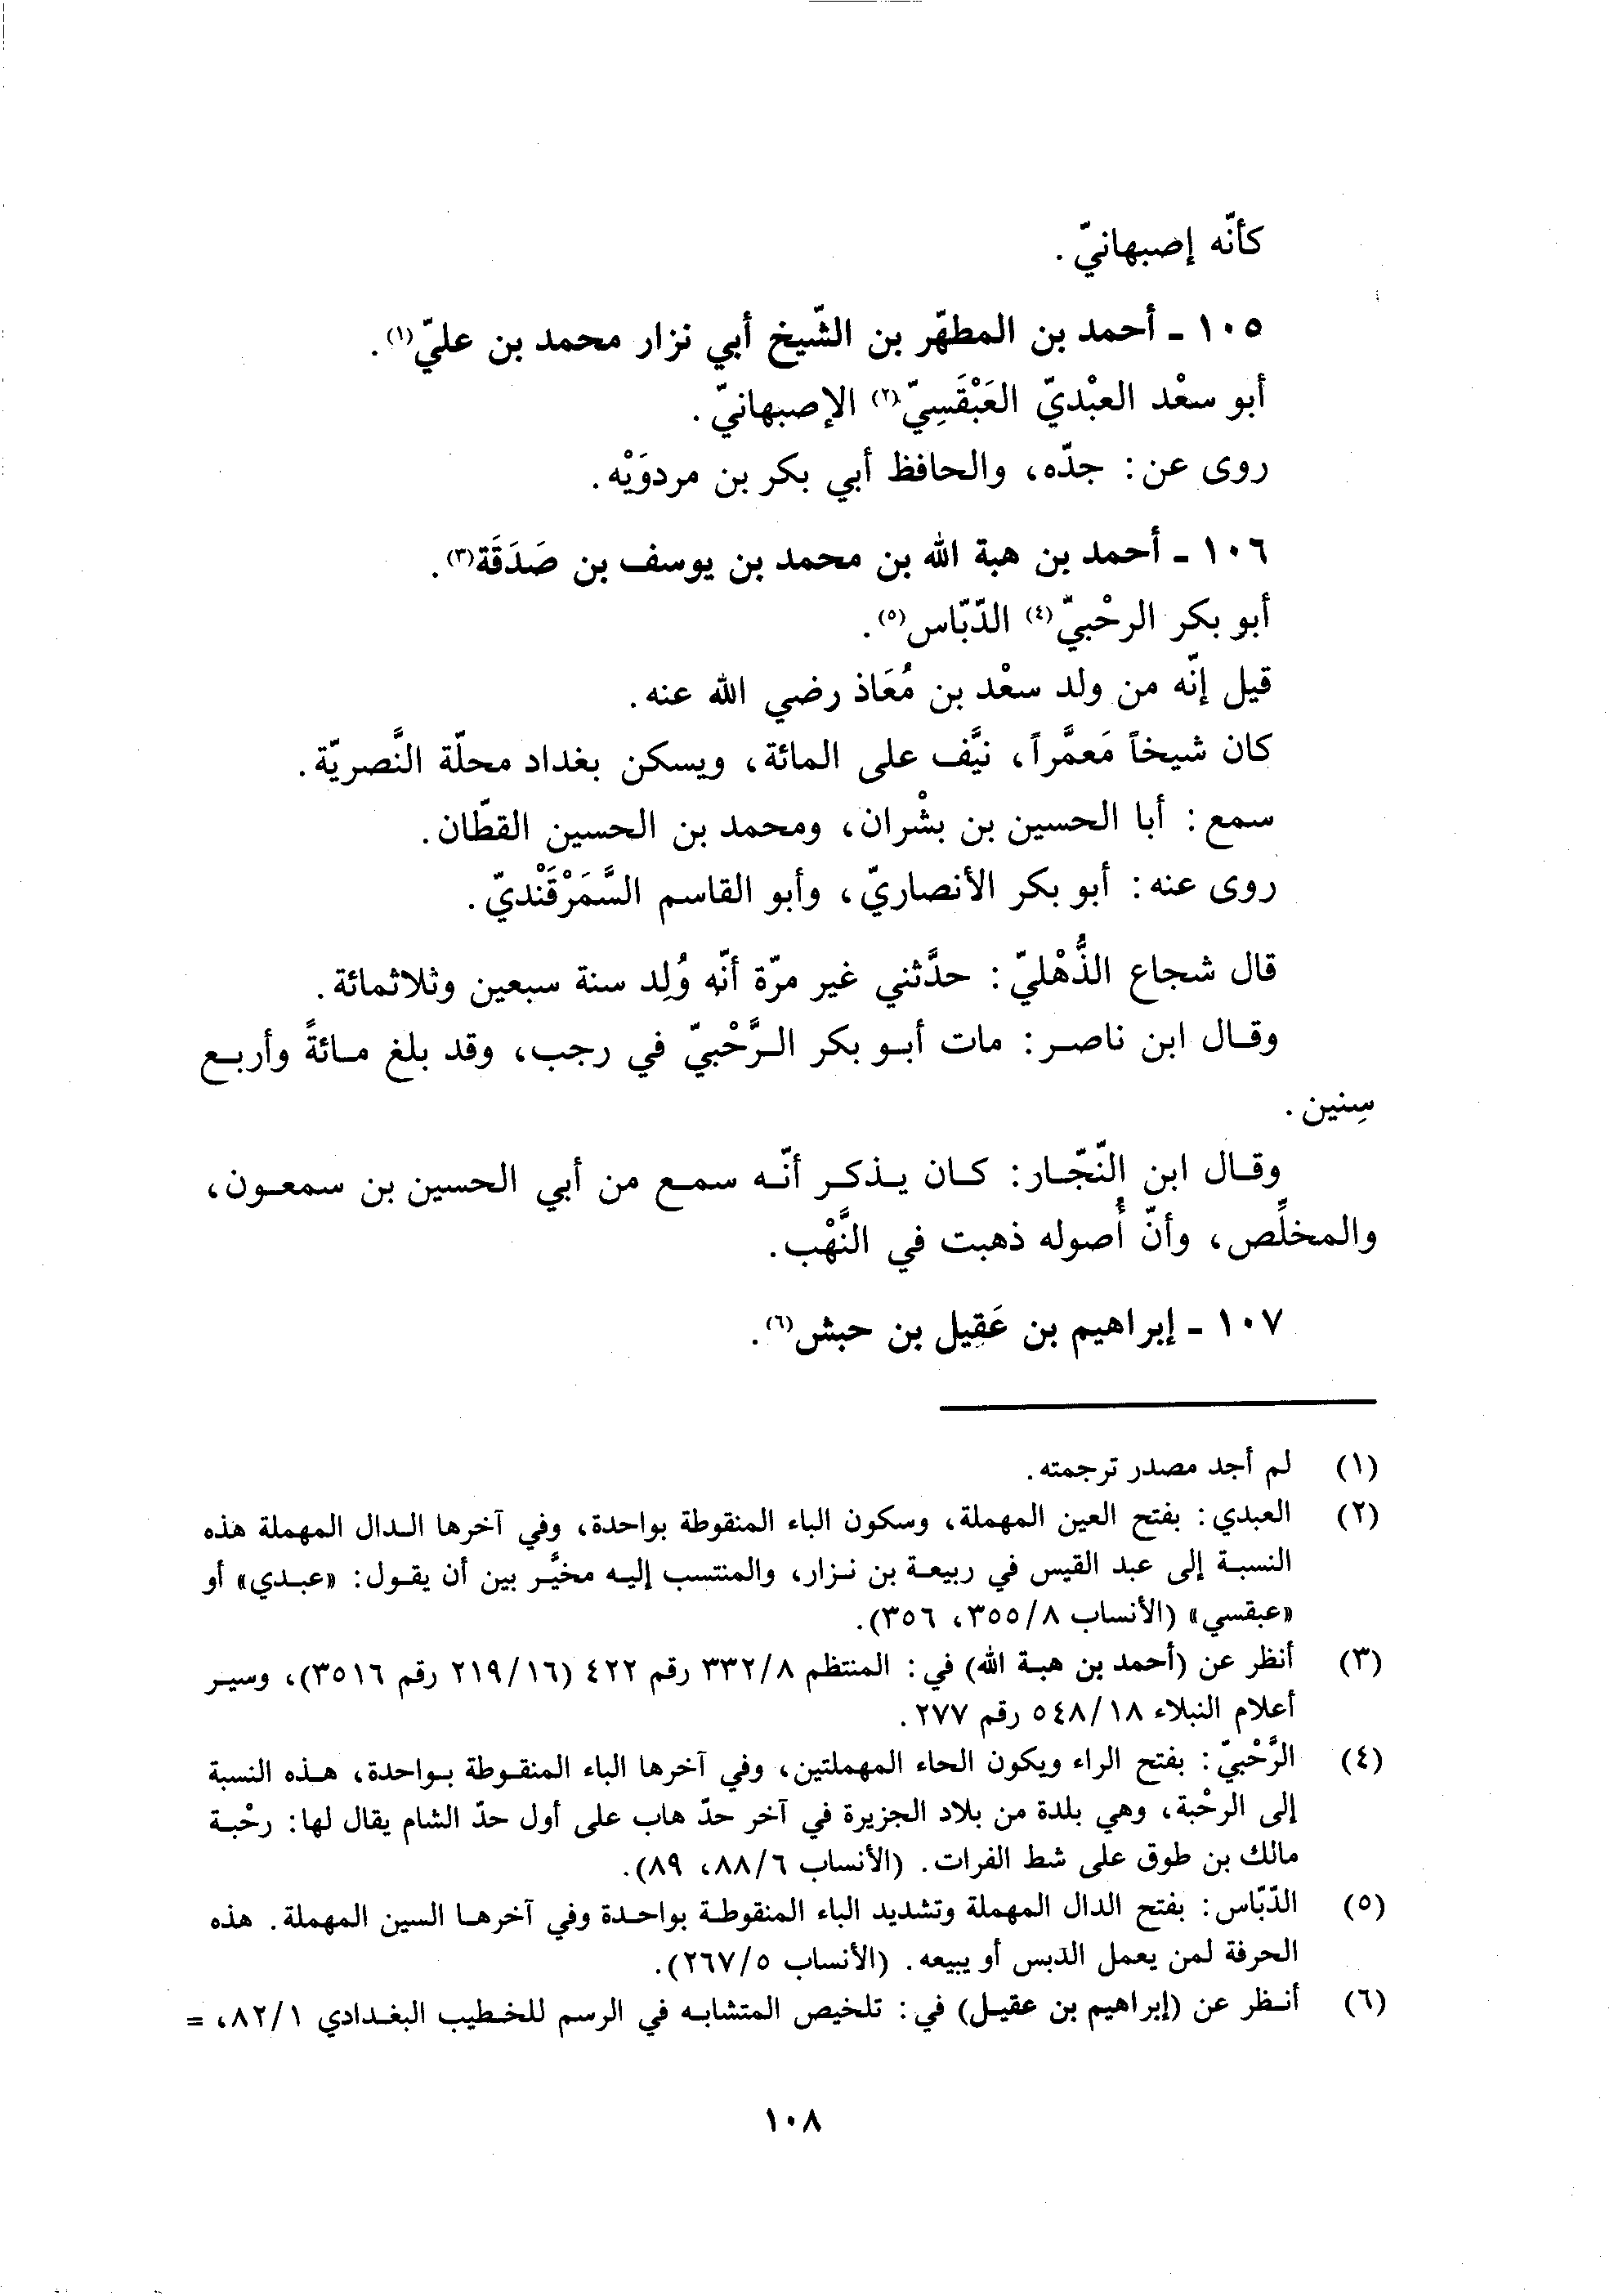 كأنّه إصبهانيّ.
١٠٥ - أحمد بن المطهّر بن الشّيخ أبي نزار محمد بن عليّ(١).
أبو سعْد العبْديّ العَبْقَسِيّ(٢) الإصبهانيّ.
روى عن: جدّه، والحافظ أبي بكر بن مردوَيْه.
١٠٦ - أحمد بن هبة الله بن محمد بن يوسف بن صَدَقَة(٣).
أبو بكر الرحْبيّ(٤) الدّبّاس(٥).
قيل إنّه من ولد سعْد بن مُعَاذ رضي الله عنه.
كان شيخاً مَعمَّراً، نيَّف على المائة، ويسكن بغداد محلّة النَّصريّة.
سمع: أبا الحسين بن بشْران، ومحمد بن الحسين القطّان.
روى عنه: أبو بكر الأنصاريّ، وأبو القاسم السَّمَرْقَنْديّ.
قال شجاع الذُّهْليّ: حدَّثني غير مرّة أنّه وُلِد سنة سبعين وثلاثمائة.
وقال ابن ناصر: مات أبو بكر الرَّحْبيّ في رجب، وقد بلغ مائةً وأربع
سِنين.
وقال ابن النّجّار: كان يذكر أنّه سمع من أبي الحسين بن سمعون،
والمخلِّص، وأنّ أُصوله ذهبت في النَّهْب.
١٠٧ - إبراهيم بن عَقِيل بن حبش(٦).
(١) لم أجد مصدر ترجمته.
(٢) العبدي: بفتح العين المهملة، وسكون الباء المنقوطة بواحدة، وفي آخرها الدال المهملة هذه
النسبة إلى عبد القيس في ربيعة بن نزار، والمنتسب إليه مخيَّر بين أن يقول: «عبدي» أو
«عبقسي» (الأنساب ٣٥٥/٨، ٣٥٦).
(٣) أنظر عن (أحمد بن هبة الله) في: المنتظم ٣٣٢/٨ رقم ٤٢٢ (٢١٩/١٦ رقم ٣٥١٦)، وسير
أعلام النبلاء ٥٤٨/١٨ رقم ٢٧٧.
(٤) الرَّحْبيّ: بفتح الراء ويكون الحاء المهملتين، وفي آخرها الباء المنقوطة بواحدة، هذه النسبة
إلى الرحْبة، وهي بلدة من بلاد الجزيرة في آخر حدّ هاب على أول حدّ الشام يقال لها: رحْبة
مالك بن طوق على شط الفرات. (الأنساب ٨٨/٦، ٨٩).
(٥) الدّبّاس: بفتح الدال المهملة وتشديد الباء المنقوطة بواحدة وفي آخرها السين المهملة. هذه
الحرفة لمن يعمل الدبس أو يبيعه. (الأنساب ٢٦٧/٥).
(٦) أنظر عن (إبراهيم بن عقيل) في: تلخيص المتشابه في الرسم للخطيب البغدادي ٨٢/١، =
١٠٨